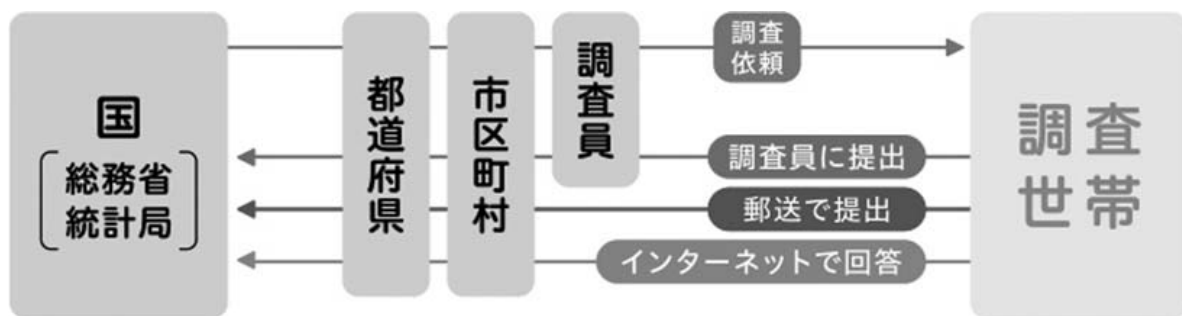 国
総務省
統計局
都道府県
市区町村
調査員
調査
依頼
調査員に提出
郵送で提出
インターネットで回答
調査
世帯